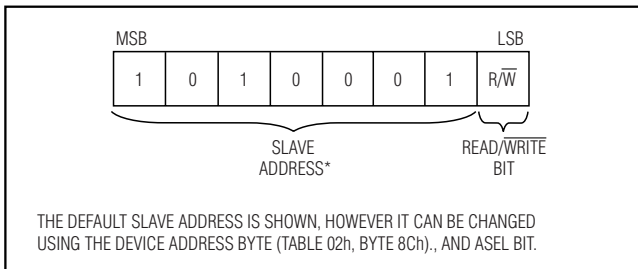 MSB LSB
1 0 1 0 0 0 1 R/W̅
SLAVE READ/W̅R̅I̅T̅E̅
ADDRESS* BIT
THE DEFAULT SLAVE ADDRESS IS SHOWN, HOWEVER IT CAN BE CHANGED
USING THE DEVICE ADDRESS BYTE (TABLE 02h, BYTE 8Ch)., AND ASEL BIT.